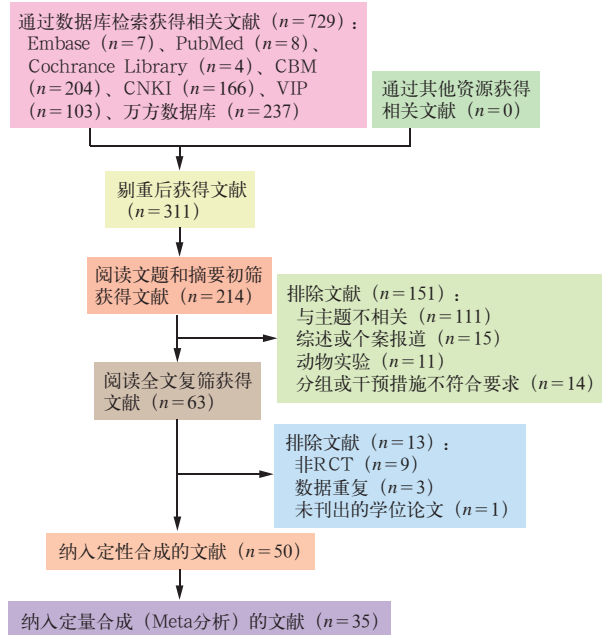 通过数据库检索获得相关文献（n=729）：
Embase（n=7）、PubMed（n=8）、
Cochrance Library（n=4）、CBM
（n=204）、CNKI（n=166）、VIP
（n=103）、万方数据库（n=237）
通过其他资源获得
相关文献（n=0）
剔重后获得文献
（n=311）
阅读文题和摘要初筛
获得文献（n=214）
排除文献（n=151）：
与主题不相关（n=111）
综述或个案报道（n=15）
动物实验（n=11）
分组或干预措施不符合要求（n=14）
阅读全文复筛获得
文献（n=63）
排除文献（n=13）：
非RCT（n=9）
数据重复（n=3）
未刊出的学位论文（n=1）
纳入定性合成的文献（n=50）
纳入定量合成（Meta分析）的文献（n=35）